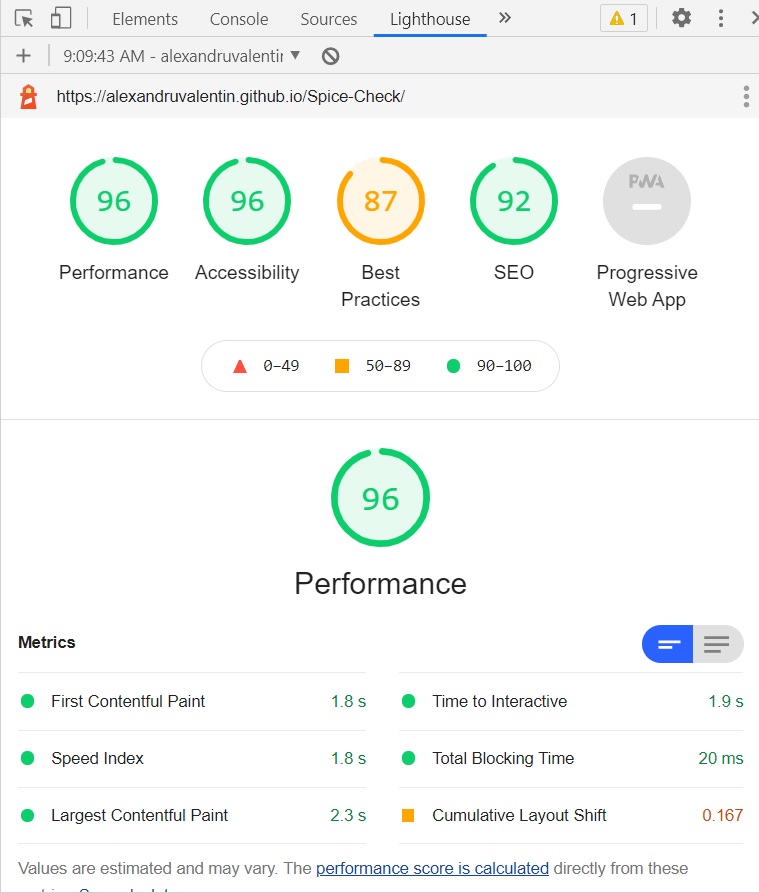 Elements Console Sources Lighthouse » 1
+ 9:09:43 AM - alexandruvalentin
https://alexandruvalentin.github.io/Spice-Check/
96 96 87 92 PWA
Performance Accessibility Best Practices SEO Progressive Web App
0–49 50–89 90–100
96
Performance
Metrics
First Contentful Paint 1.8 s
Time to Interactive 1.9 s
Speed Index 1.8 s
Total Blocking Time 20 ms
Largest Contentful Paint 2.3 s
Cumulative Layout Shift 0.167
Values are estimated and may vary. The performance score is calculated directly from these